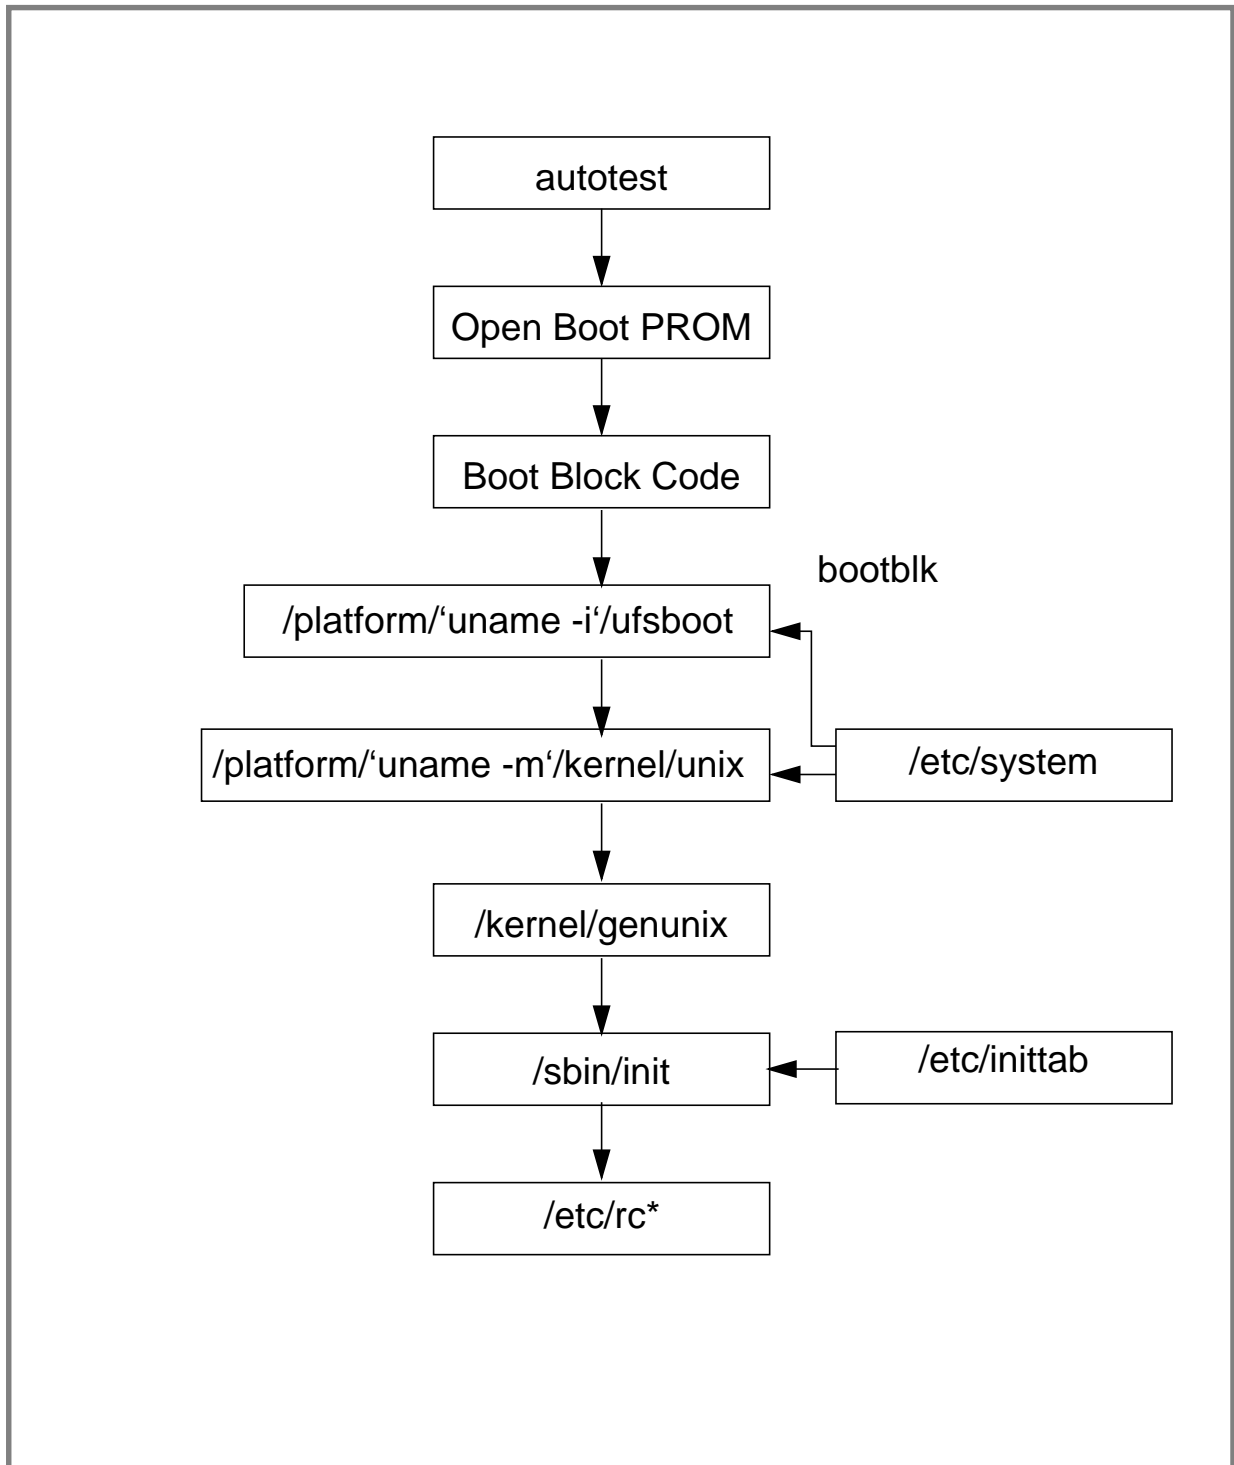 autotest
Open Boot PROM
Boot Block Code
bootblk
/platform/‘uname -i‘/ufsboot
/platform/‘uname -m‘/kernel/unix
/etc/system
/kernel/genunix
/sbin/init
/etc/inittab
/etc/rc*